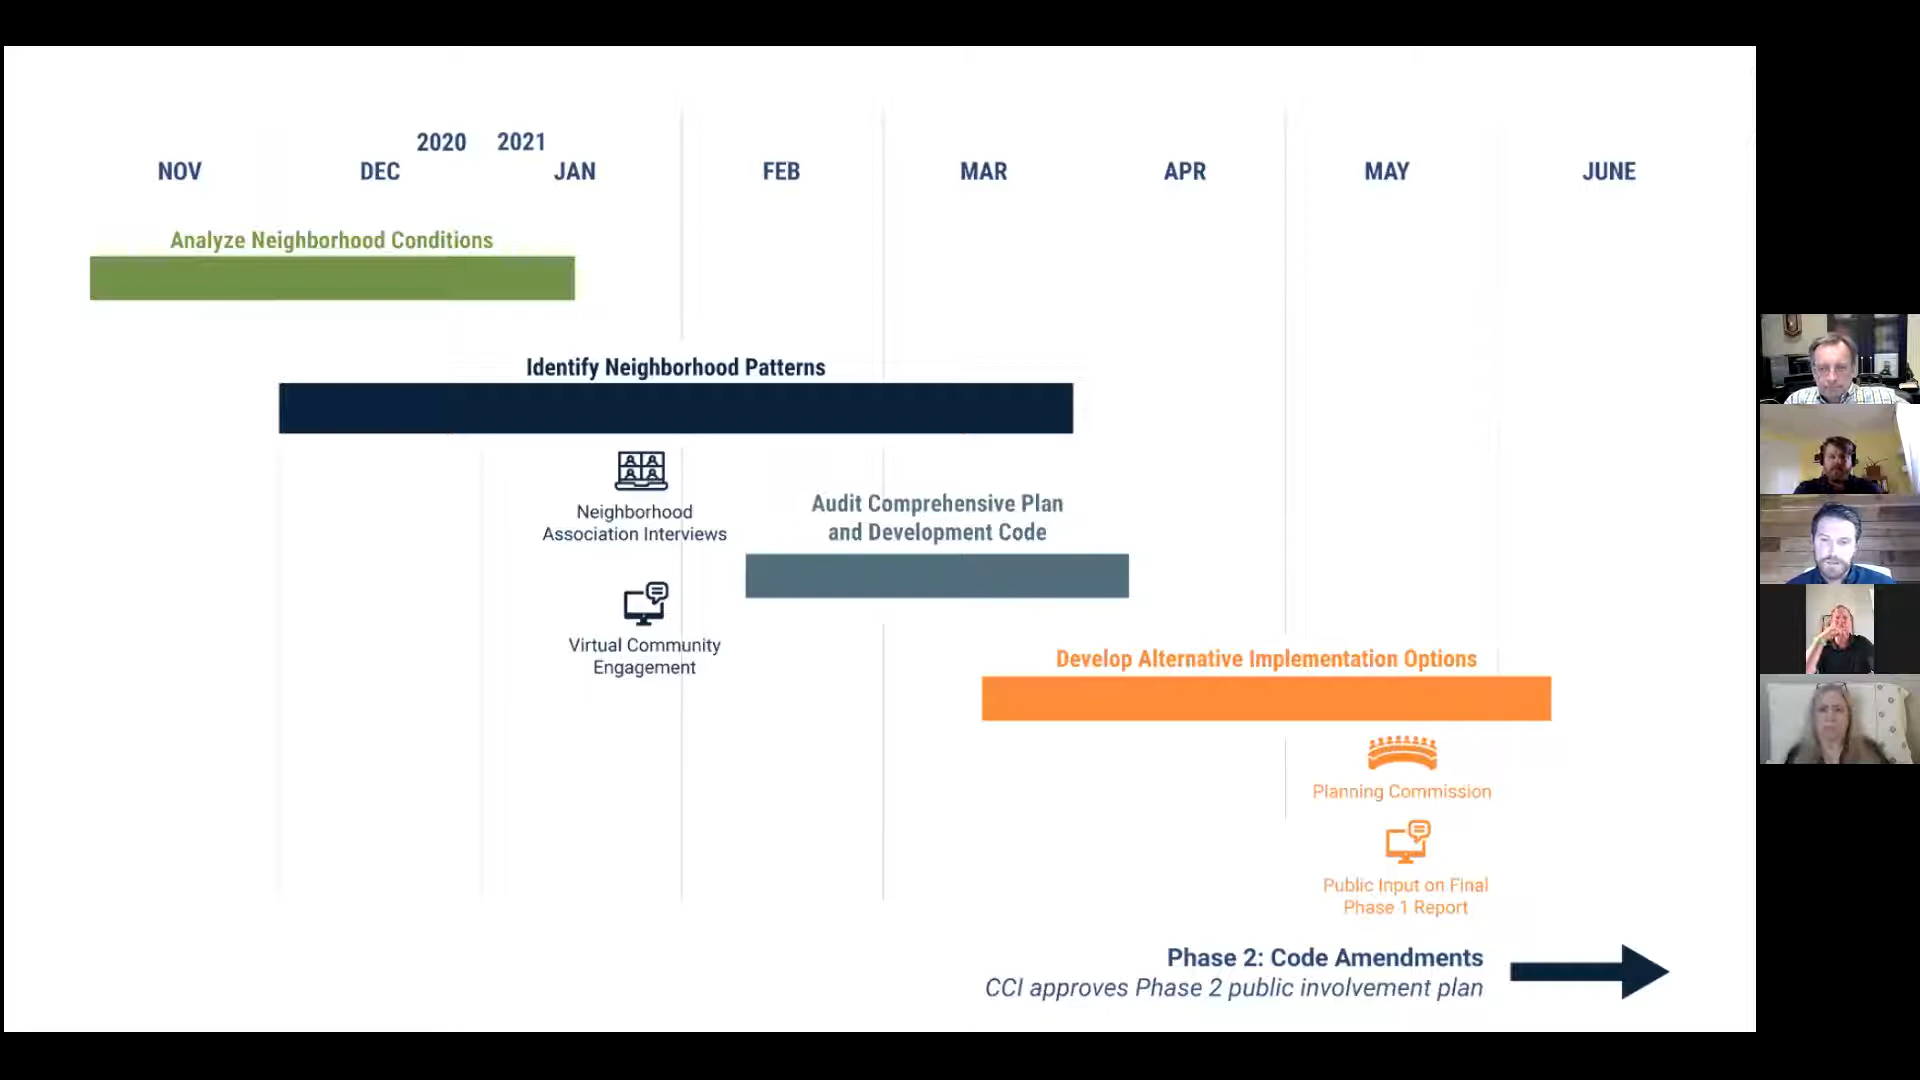 2020 2021
NOV DEC JAN FEB MAR APR MAY JUNE
Analyze Neighborhood Conditions
Identify Neighborhood Patterns
Neighborhood
Association Interviews
Audit Comprehensive Plan
and Development Code
Virtual Community
Engagement
Develop Alternative Implementation Options
Planning Commission
Public Input on Final
Phase 1 Report
Phase 2: Code Amendments
CCI approves Phase 2 public involvement plan